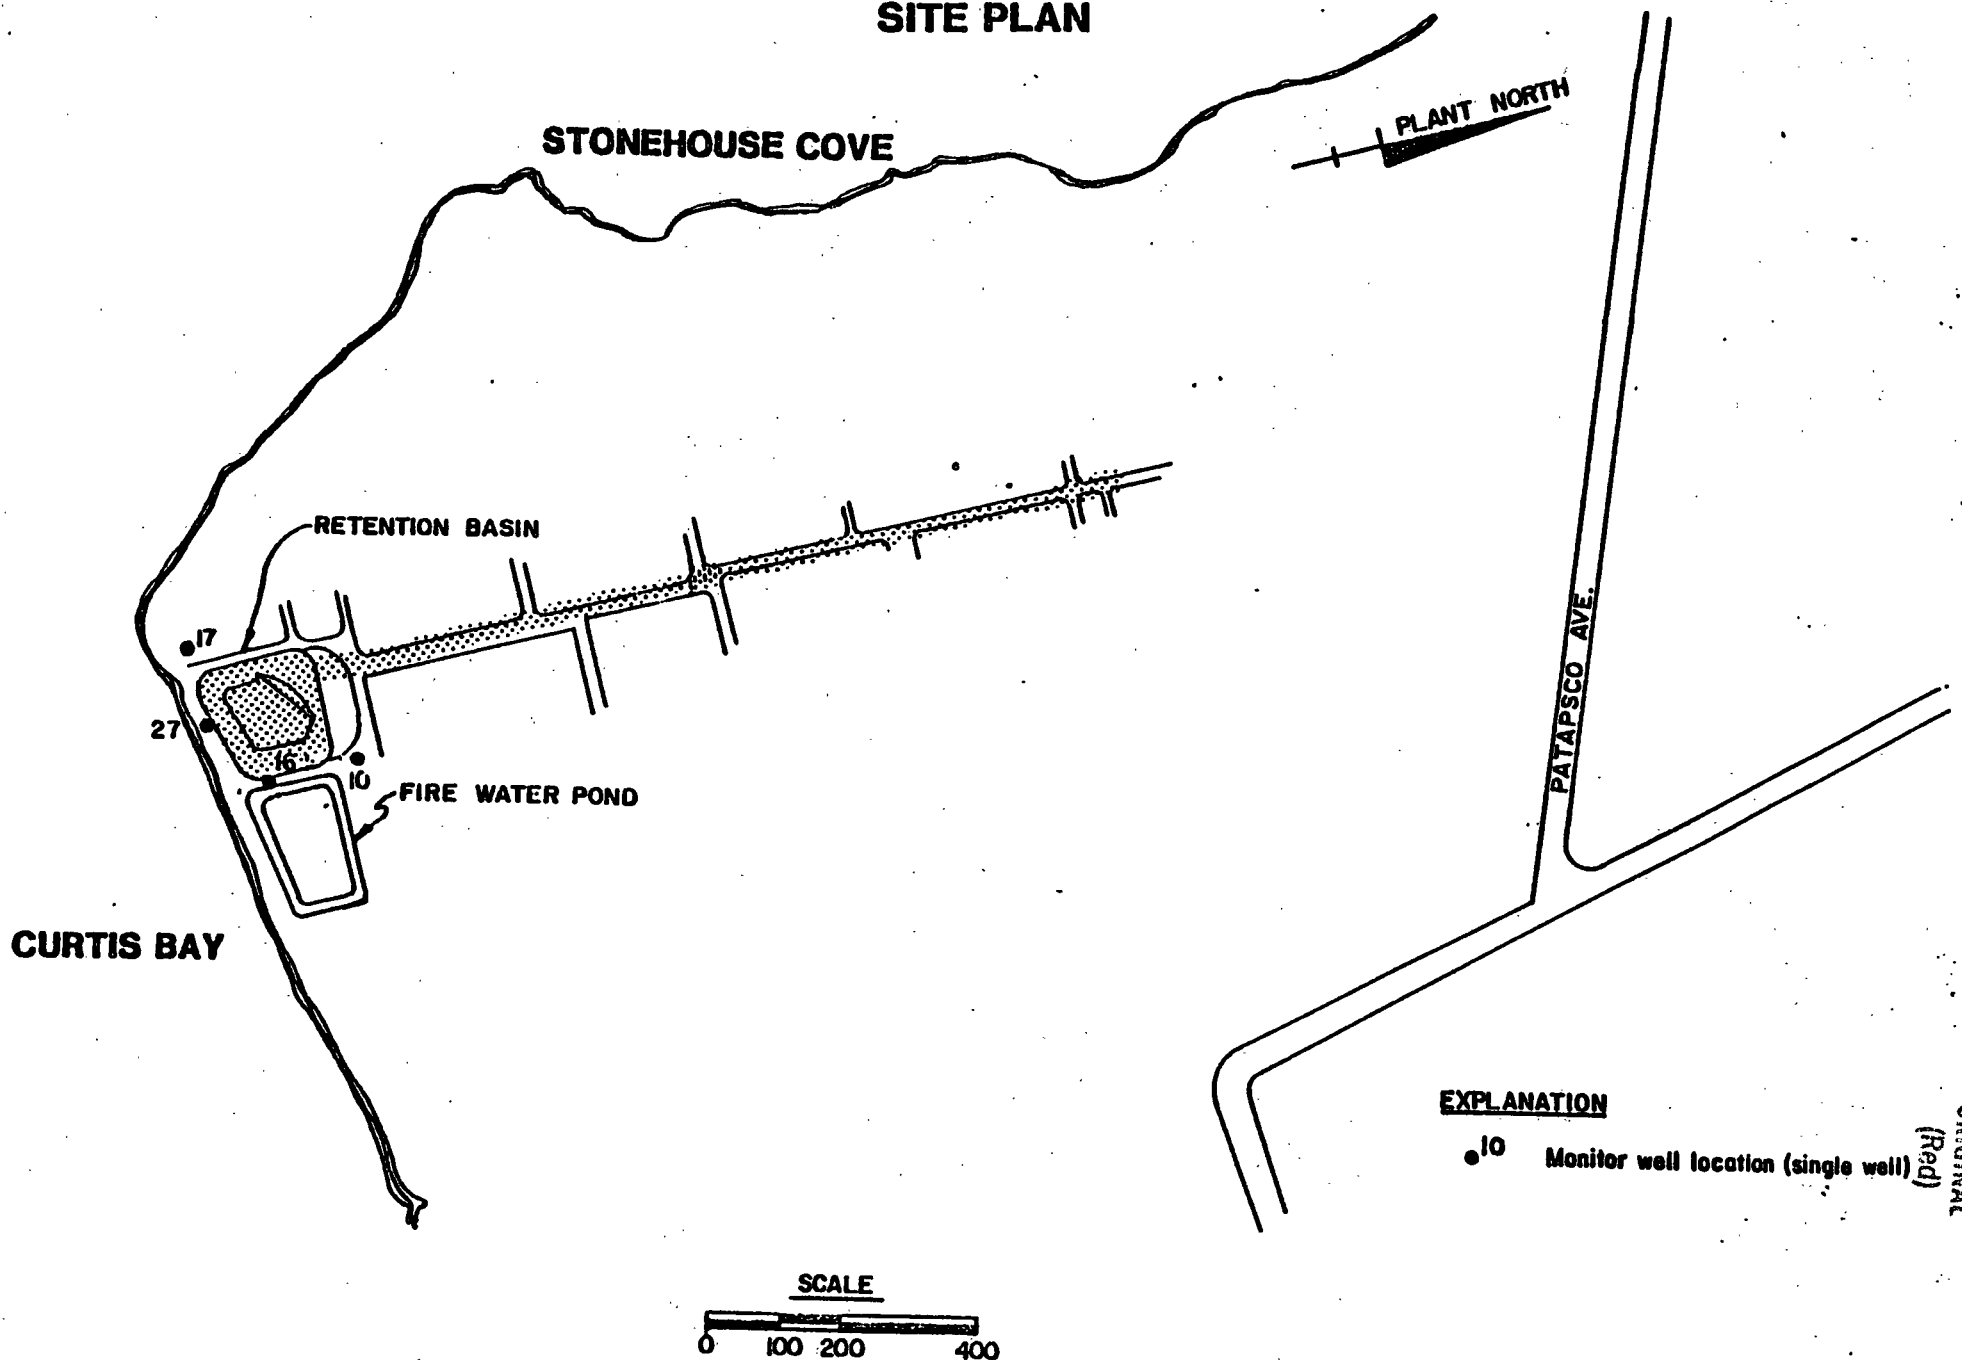 SITE PLAN
STONEHOUSE COVE
PLANT NORTH
RETENTION BASIN
17
27
16
10
FIRE WATER POND
PATAPSCO AVE.
CURTIS BAY
EXPLANATION
10 Monitor well location (single well)
(Red)
SCALE
0 100 200 400